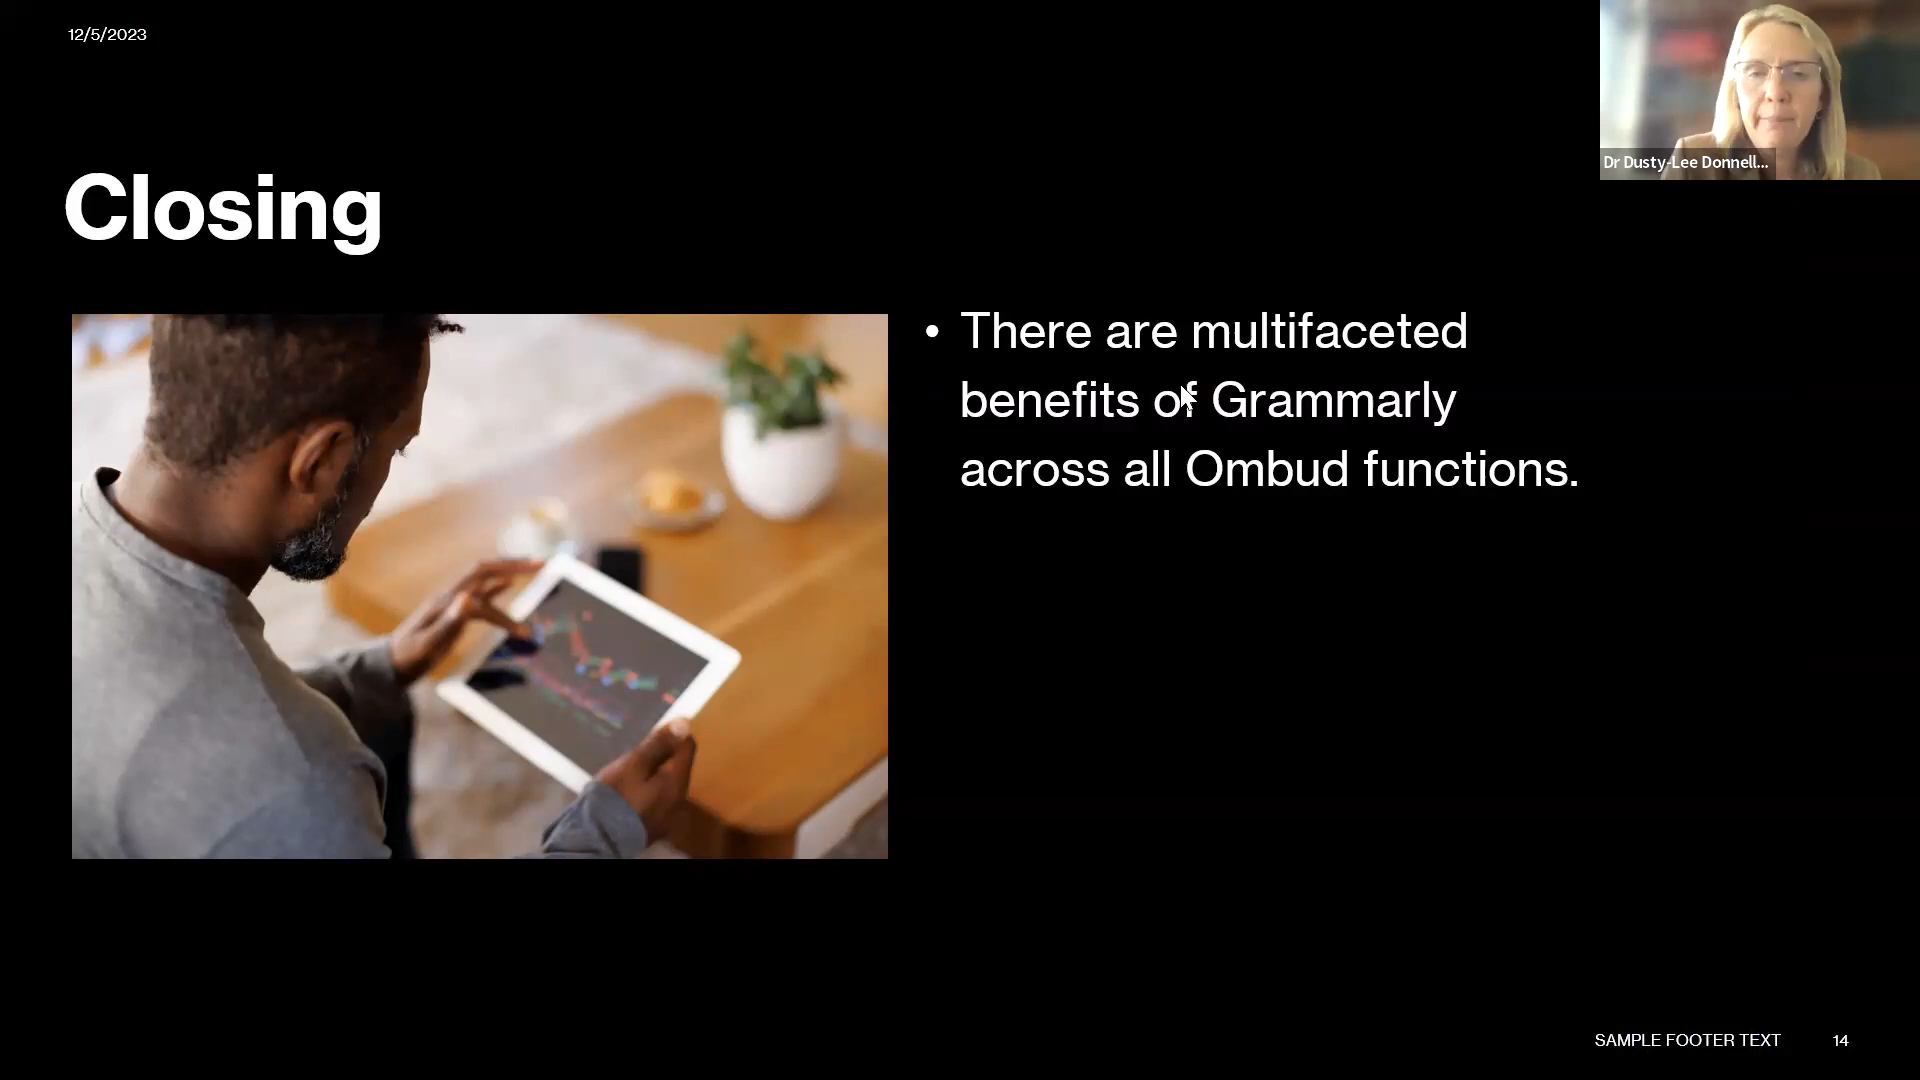 12/5/2023
Dr Dusty-Lee Donnell...
Closing
• There are multifaceted
benefits of Grammarly
across all Ombud functions.
SAMPLE FOOTER TEXT 14